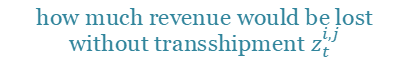 how much revenue would be lost
without transshipment $z_t^{i,j}$